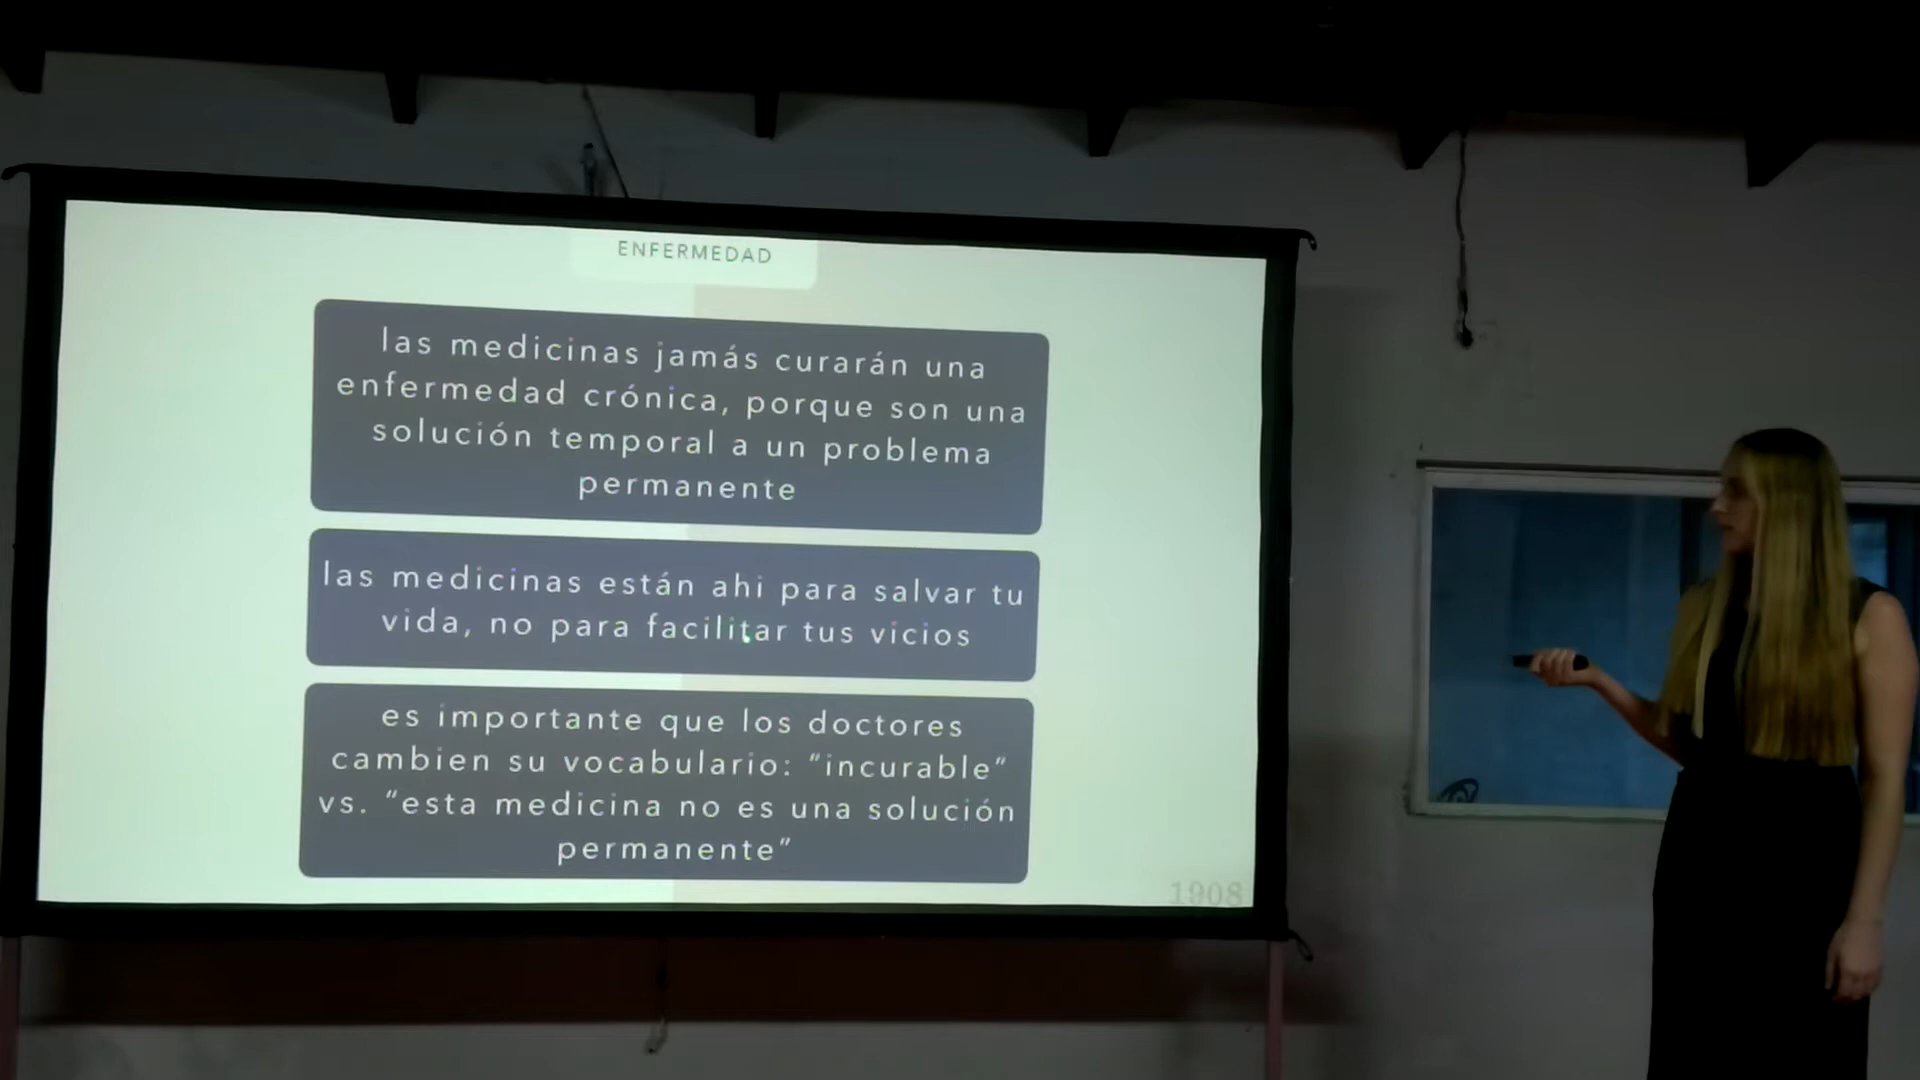 ENFERMEDAD
las medicinas jamás curarán una
enfermedad crónica, porque son una
solución temporal a un problema
permanente
las medicinas están ahi para salvar tu
vida, no para facilitar tus vicios
es importante que los doctores
cambien su vocabulario: “incurable“
vs. “esta medicina no es una solución
permanente”
1908